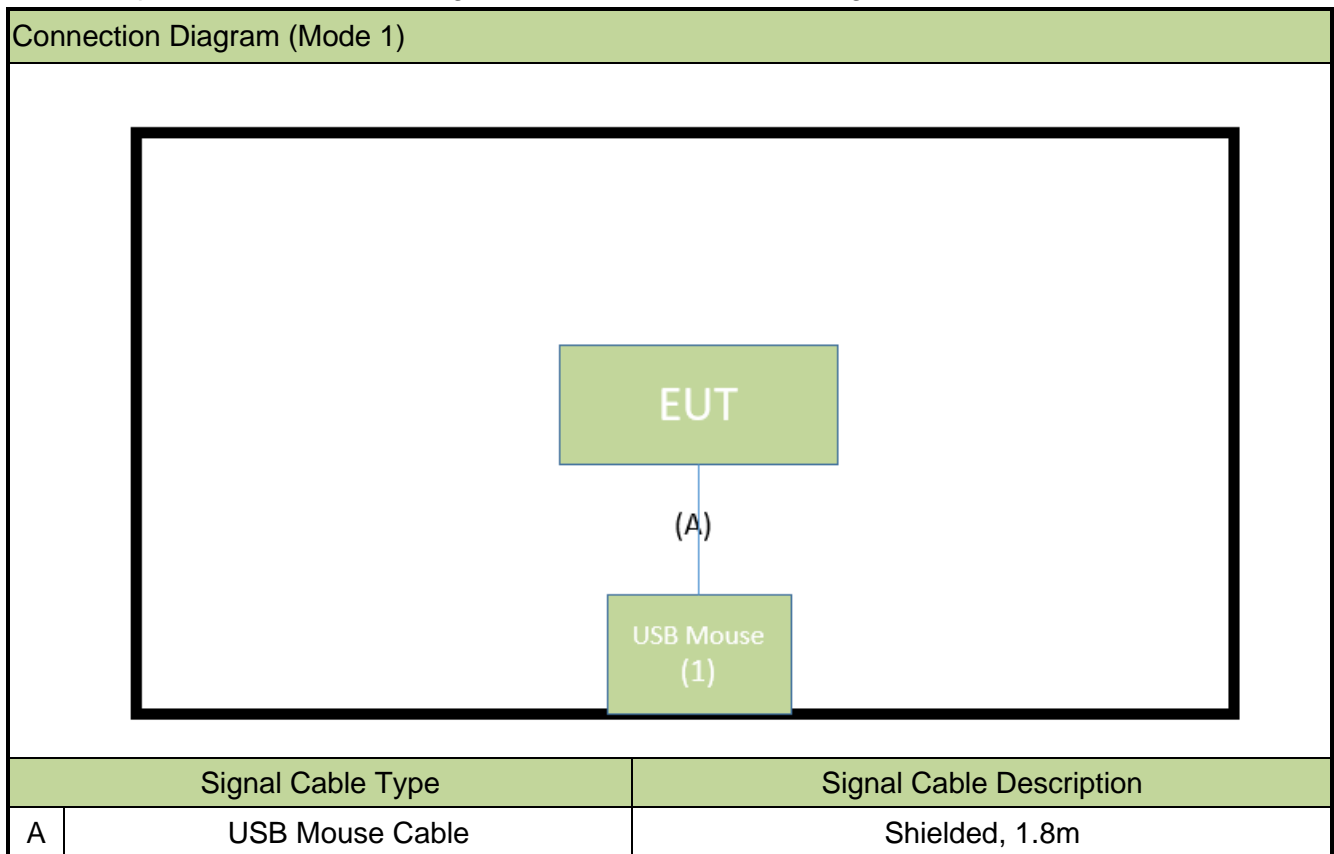 Connection Diagram (Mode 1)
EUT
(A)
USB Mouse
(1)
Signal Cable Type Signal Cable Description
A USB Mouse Cable Shielded, 1.8m